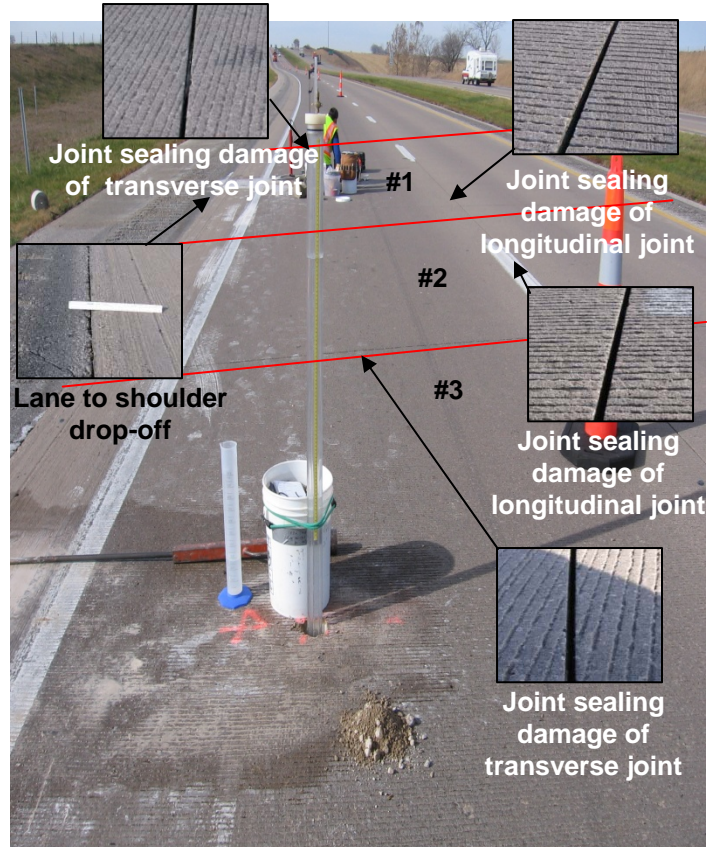 Joint sealing damage
of transverse joint
#1
Joint sealing
damage of
longitudinal joint
#2
Lane to shoulder
drop-off
#3
Joint sealing
damage of
longitudinal joint
Joint sealing
damage of
transverse joint